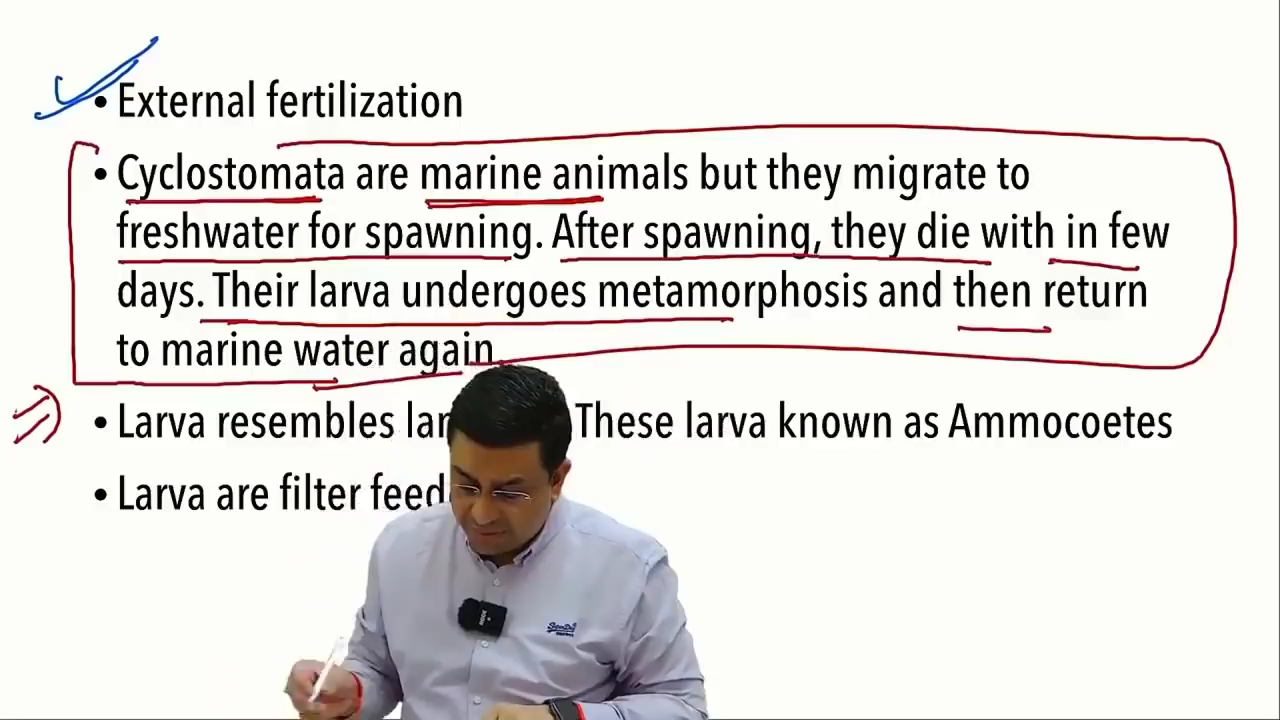 • External fertilization
• Cyclostomata are marine animals but they migrate to
freshwater for spawning. After spawning, they die with in few
days. Their larva undergoes metamorphosis and then return
to marine water again.
• Larva resembles These larva known as Ammocoetes
• Larva are filter